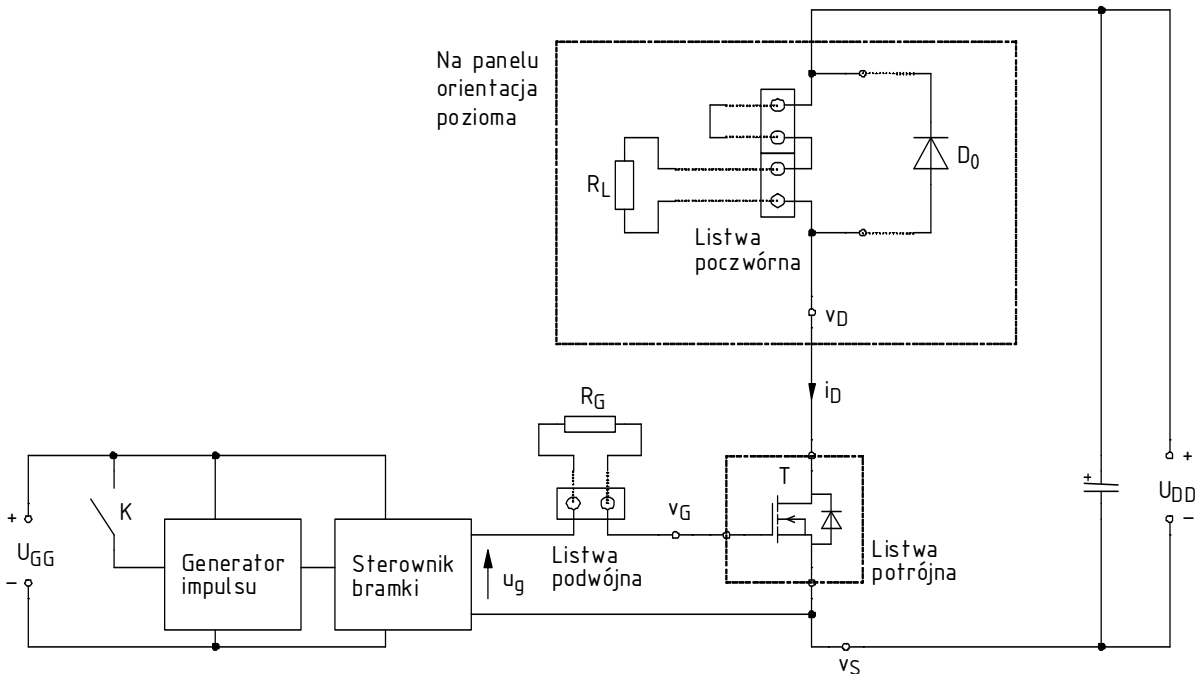 Na panelu
orientacja
pozioma
R_L
D_0
Listwa
poczwórna
v_D
i_D
R_G
T
+
+
U_DD
-
K
v_G
+
U_GG
-
Generator
impulsu
Sterownik
bramki
u_g
Listwa
podwójna
Listwa
potrójna
v_S